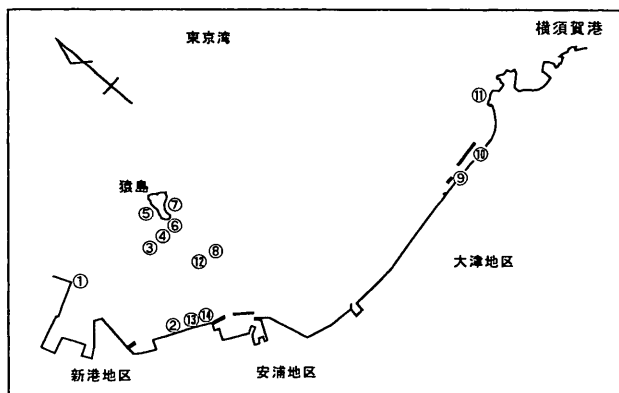 東京湾
横須賀港
猿島
⑪
⑩
⑨
⑦
⑤
⑥
④
③
⑧
⑫
大津地区
①
② ⑬ ⑭
新港地区
安浦地区